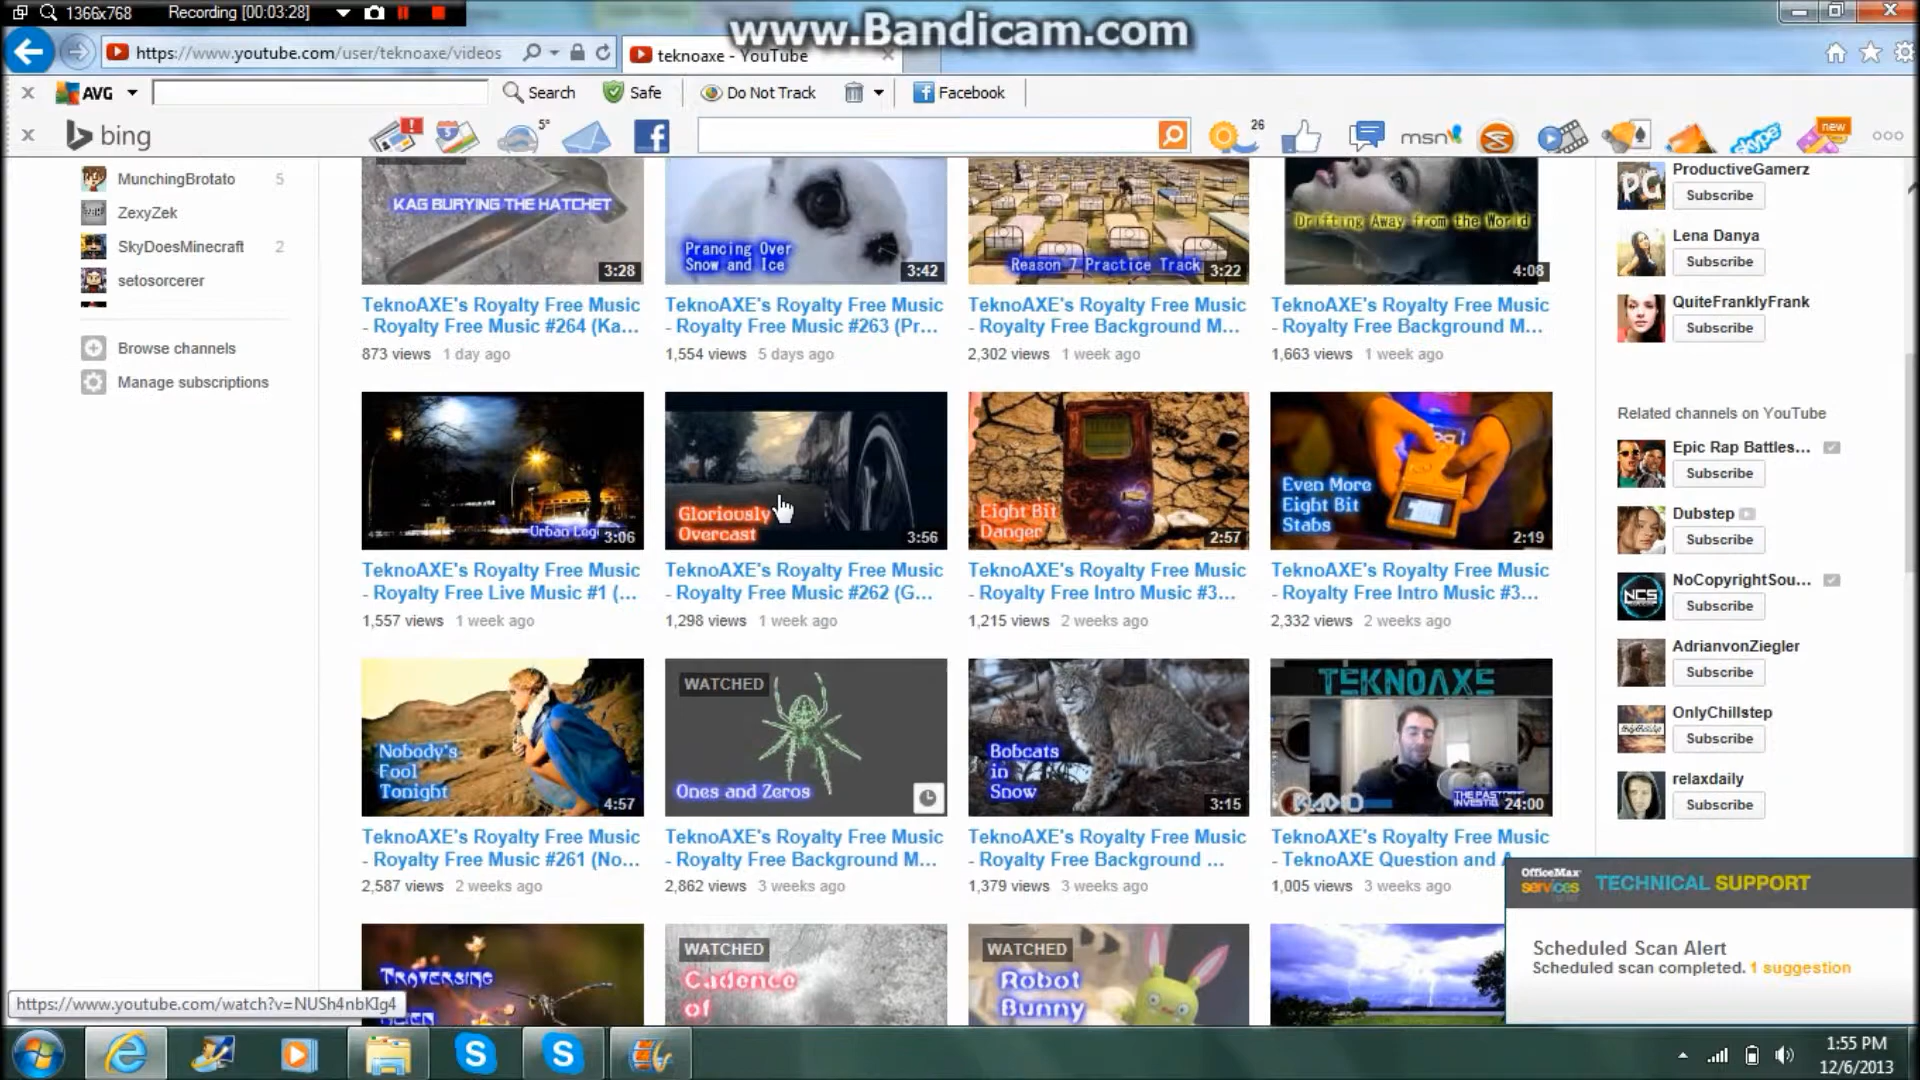 1366x768 Recording [00:03:28]
www.Bandicam.com
https://www.youtube.com/user/teknoaxe/videos
teknoaxe - YouTube
AVG Search Safe Do Not Track Facebook
bing 5° 26 msn skype new
MunchingBrotato 5
ZexyZek
SkyDoesMinecraft 2
setosorcerer
Browse channels
Manage subscriptions
KAG BURYING THE HATCHET
3:28
TeknoAXE's Royalty Free Music
- Royalty Free Music #264 (Ka...
873 views 1 day ago
Prancing Over
Snow and Ice
3:42
TeknoAXE's Royalty Free Music
- Royalty Free Music #263 (Pr...
1,554 views 5 days ago
Reason 7 Practice Track
3:22
TeknoAXE's Royalty Free Music
- Royalty Free Background M...
2,302 views 1 week ago
Drifting Away from the World
4:08
TeknoAXE's Royalty Free Music
- Royalty Free Background M...
1,663 views 1 week ago
Urban Leg
3:06
TeknoAXE's Royalty Free Music
- Royalty Free Live Music #1 (...
1,557 views 1 week ago
Gloriously
Overcast
3:56
TeknoAXE's Royalty Free Music
- Royalty Free Music #262 (G...
1,298 views 1 week ago
Eight Bit
Danger
2:57
TeknoAXE's Royalty Free Music
- Royalty Free Intro Music #3...
1,215 views 2 weeks ago
Even More
Eight Bit
Stabs
2:19
TeknoAXE's Royalty Free Music
- Royalty Free Intro Music #3...
2,332 views 2 weeks ago
Nobody's
Fool
Tonight
4:57
TeknoAXE's Royalty Free Music
- Royalty Free Music #261 (No...
2,587 views 2 weeks ago
WATCHED
Ones and Zeros
TeknoAXE's Royalty Free Music
- Royalty Free Background M...
2,862 views 3 weeks ago
Bobcats
in
Snow
3:15
TeknoAXE's Royalty Free Music
- Royalty Free Background ...
1,379 views 3 weeks ago
TEKNOAXE
RADIO
THE PAST
INVESTIG
24:00
TeknoAXE's Royalty Free Music
- TeknoAXE Question and A
1,005 views 3 weeks ago
Traversing
WATCHED
Cadence
of
WATCHED
Robot
Bunny
PG
ProductiveGamerz
Subscribe
Lena Danya
Subscribe
QuiteFranklyFrank
Subscribe
Related channels on YouTube
Epic Rap Battles...
Subscribe
Dubstep
Subscribe
NCS
NoCopyrightSou...
Subscribe
AdrianvonZiegler
Subscribe
OnlyChillstep
Subscribe
relaxdaily
Subscribe
OfficeMax
services
TECHNICAL SUPPORT
Scheduled Scan Alert
Scheduled scan completed. 1 suggestion
https://www.youtube.com/watch?v=NUSh4nbKIg4
1:55 PM
12/6/2013